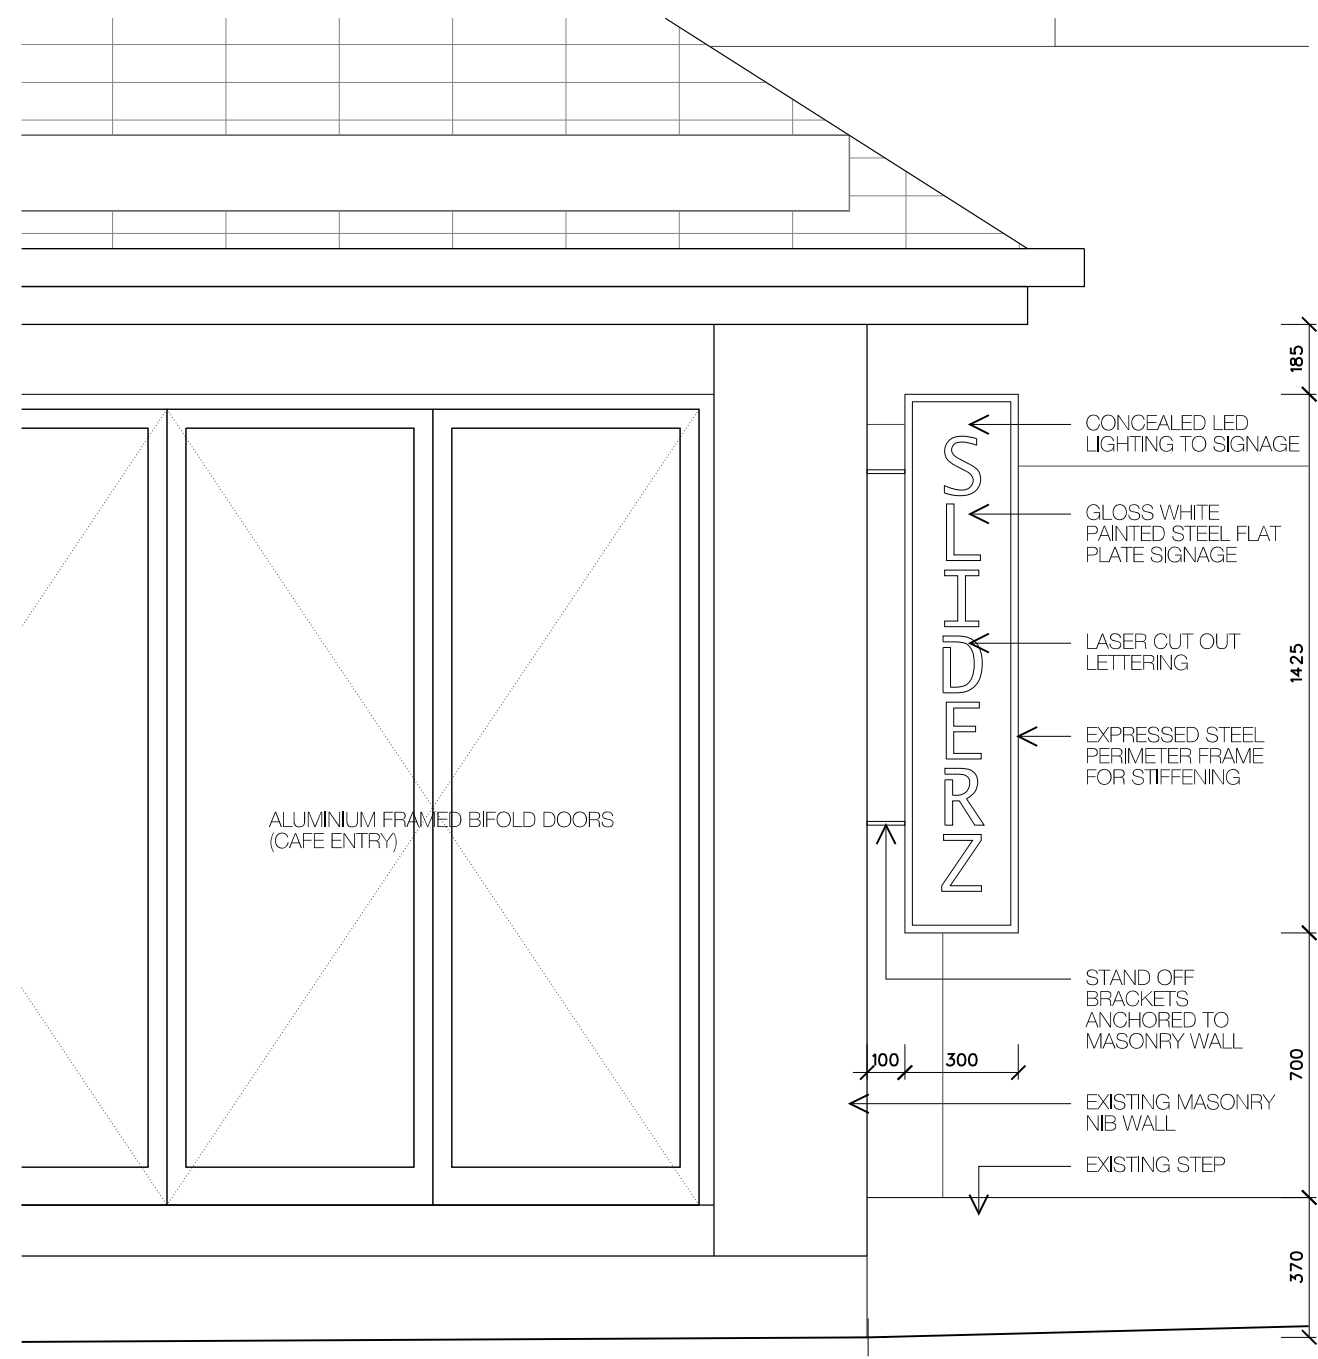 185
CONCEALED LED
LIGHTING TO SIGNAGE
GLOSS WHITE
PAINTED STEEL FLAT
PLATE SIGNAGE
LASER CUT OUT
LETTERING
1425
EXPRESSED STEEL
PERIMETER FRAME
FOR STIFFENING
S
L
I
D
E
R
Z
ALUMINIUM FRAMED BIFOLD DOORS
(CAFE ENTRY)
STAND OFF
BRACKETS
ANCHORED TO
MASONRY WALL
100
300
700
EXISTING MASONRY
NIB WALL
EXISTING STEP
370